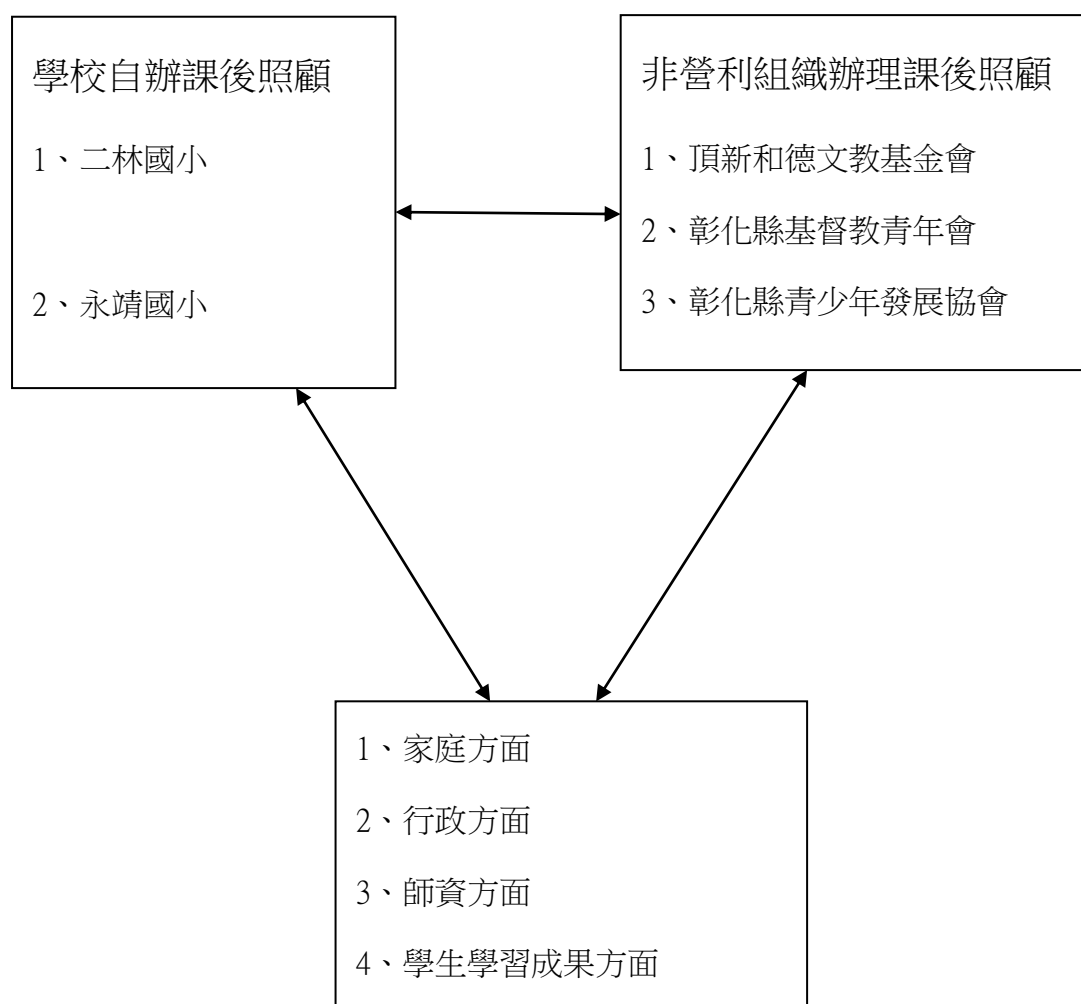 學校自辦課後照顧
1、二林國小
2、永靖國小
非營利組織辦理課後照顧
1、頂新和德文教基金會
2、彰化縣基督教青年會
3、彰化縣青少年發展協會
1、家庭方面
2、行政方面
3、師資方面
4、學生學習成果方面